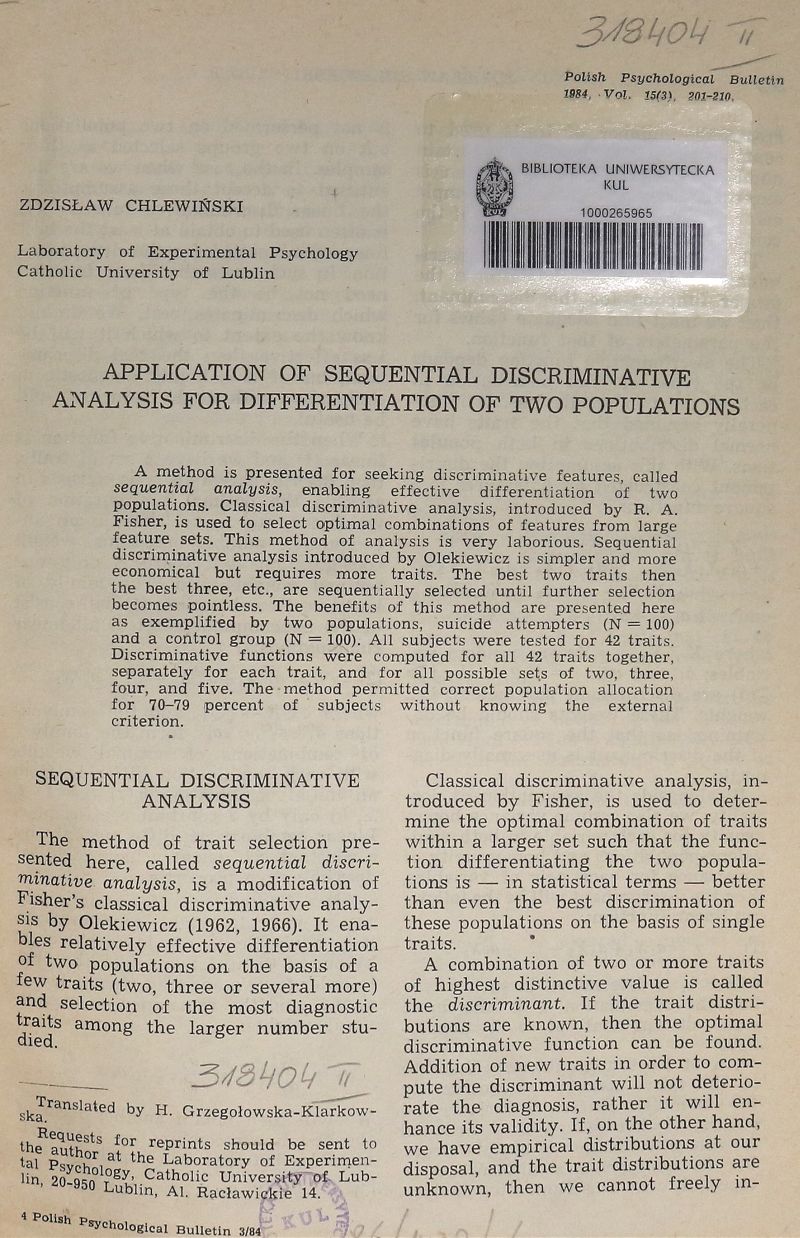 318404 II
Polish Psychological Bulletin
1984, Vol. 15(3), 201-210.
BIBLIOTEKA UNIWERSYTECKA
KUL
1000265965
ZDZISŁAW CHLEWIŃSKI
Laboratory of Experimental Psychology
Catholic University of Lublin
APPLICATION OF SEQUENTIAL DISCRIMINATIVE
ANALYSIS FOR DIFFERENTIATION OF TWO POPULATIONS
A method is presented for seeking discriminative features, called
sequential analysis, enabling effective differentiation of two
populations. Classical discriminative analysis, introduced by R. A.
Fisher, is used to select optimal combinations of features from large
feature sets. This method of analysis is very laborious. Sequential
discriminative analysis introduced by Olekiewicz is simpler and more
economical but requires more traits. The best two traits then
the best three, etc., are sequentially selected until further selection
becomes pointless. The benefits of this method are presented here
as exemplified by two populations, suicide attempters (N = 100)
and a control group (N = 100). All subjects were tested for 42 traits.
Discriminative functions were computed for all 42 traits together,
separately for each trait, and for all possible sets of two, three,
four, and five. The method permitted correct population allocation
for 70-79 percent of subjects without knowing the external
criterion.
SEQUENTIAL DISCRIMINATIVE
ANALYSIS
The method of trait selection pre-
sented here, called sequential discri-
minative analysis, is a modification of
Fisher's classical discriminative analy-
sis by Olekiewicz (1962, 1966). It ena-
bles relatively effective differentiation
of two populations on the basis of a
few traits (two, three or several more)
and selection of the most diagnostic
traits among the larger number stu-
died.
318404 II
Translated by H. Grzegołowska-Klarkow-
ska.
Requests for reprints should be sent to
the author at the Laboratory of Experimen-
tal Psychology, Catholic University of Lub-
lin, 20-950 Lublin, Al. Racławickie 14.
4 Polish Psychological Bulletin 3/84
KUL
Classical discriminative analysis, in-
troduced by Fisher, is used to deter-
mine the optimal combination of traits
within a larger set such that the func-
tion differentiating the two popula-
tions is — in statistical terms — better
than even the best discrimination of
these populations on the basis of single
traits.
A combination of two or more traits
of highest distinctive value is called
the discriminant. If the trait distri-
butions are known, then the optimal
discriminative function can be found.
Addition of new traits in order to com-
pute the discriminant will not deterio-
rate the diagnosis, rather it will en-
hance its validity. If, on the other hand,
we have empirical distributions at our
disposal, and the trait distributions are
unknown, then we cannot freely in-